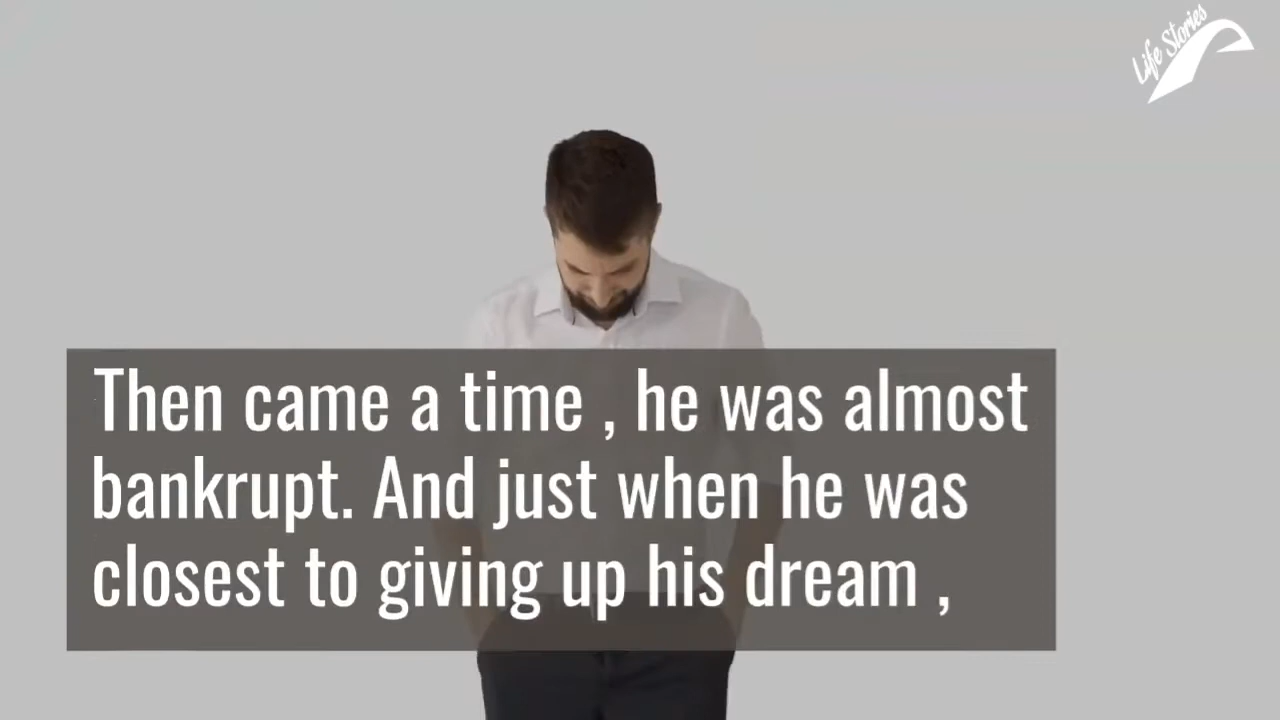 Life Stories
Then came a time , he was almost
bankrupt. And just when he was
closest to giving up his dream ,